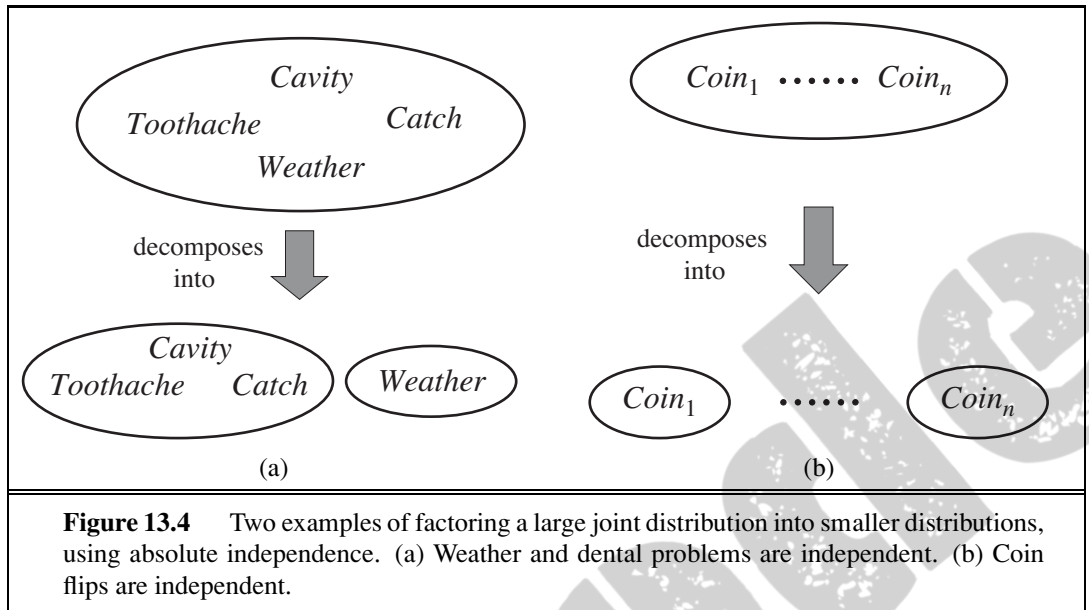 Cavity
Toothache Catch
Weather
decomposes
into
Cavity
Toothache Catch Weather
(a)
Coin₁ ...... Coinₙ
decomposes
into
Coin₁ ...... Coinₙ
(b)
Figure 13.4 Two examples of factoring a large joint distribution into smaller distributions,
using absolute independence. (a) Weather and dental problems are independent. (b) Coin
flips are independent.